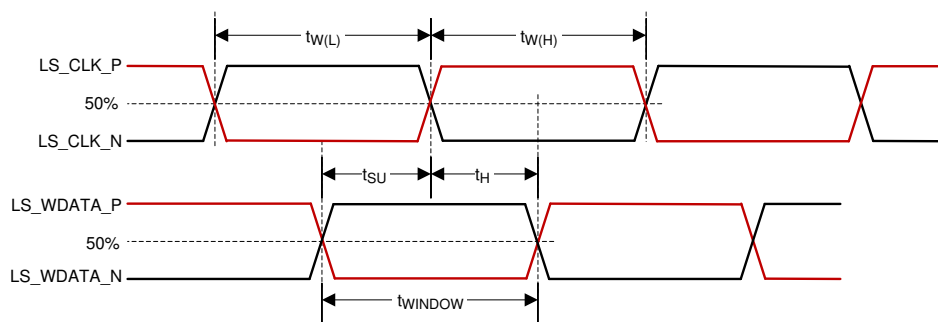 tW(L)
tW(H)
LS_CLK_P
50%
LS_CLK_N
tSU
tH
LS_WDATA_P
50%
LS_WDATA_N
tWINDOW